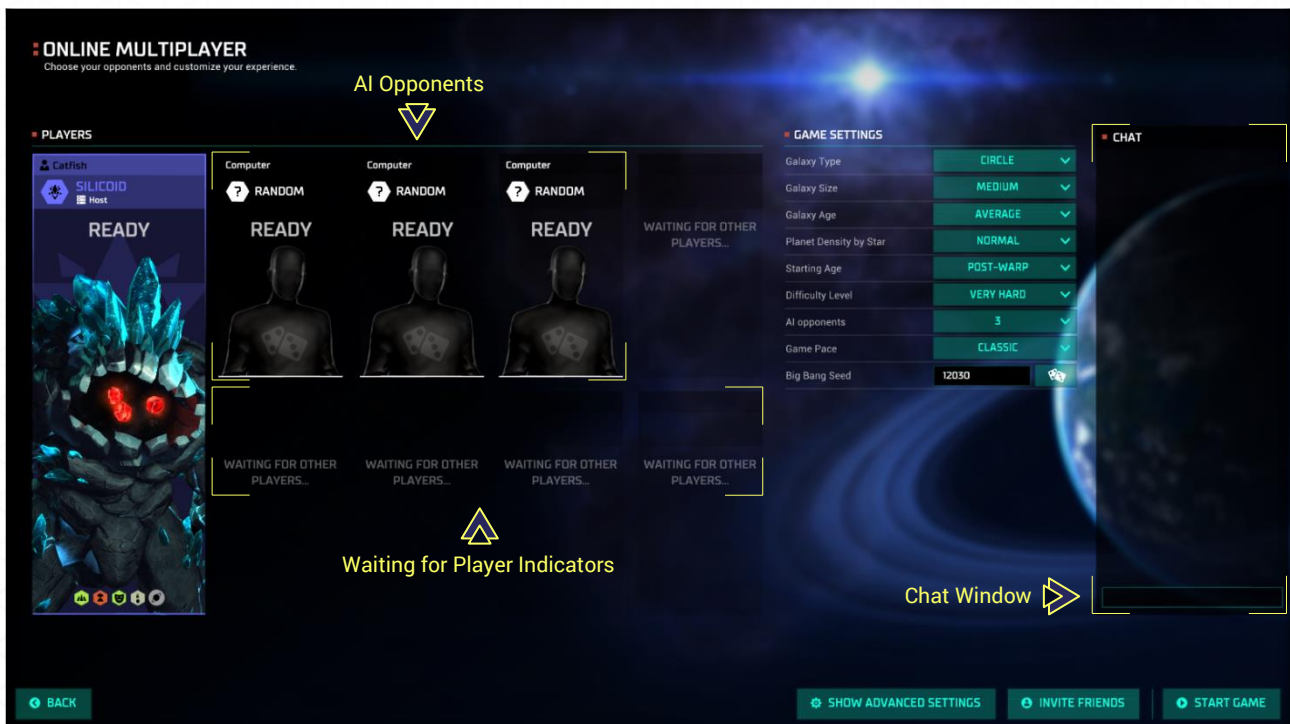 ONLINE MULTIPLAYER
Choose your opponents and customize your experience.
AI Opponents
PLAYERS
Catfish
SILICOID
Host
READY
Computer
? RANDOM
READY
Computer
? RANDOM
READY
Computer
? RANDOM
READY
WAITING FOR OTHER
PLAYERS...
WAITING FOR OTHER
PLAYERS...
WAITING FOR OTHER
PLAYERS...
WAITING FOR OTHER
PLAYERS...
WAITING FOR OTHER
PLAYERS...
Waiting for Player Indicators
GAME SETTINGS
Galaxy Type CIRCLE
Galaxy Size MEDIUM
Galaxy Age AVERAGE
Planet Density by Star NORMAL
Starting Age POST-WARP
Difficulty Level VERY HARD
AI opponents 3
Game Pace CLASSIC
Big Bang Seed 12030
CHAT
Chat Window
BACK
SHOW ADVANCED SETTINGS
INVITE FRIENDS
START GAME